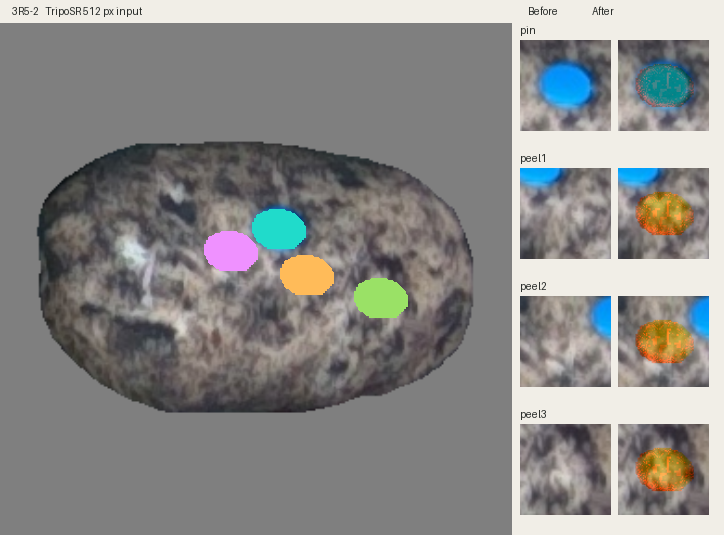 3R5-2 TripoSR 512 px input
Before After
pin
peel1
peel2
peel3